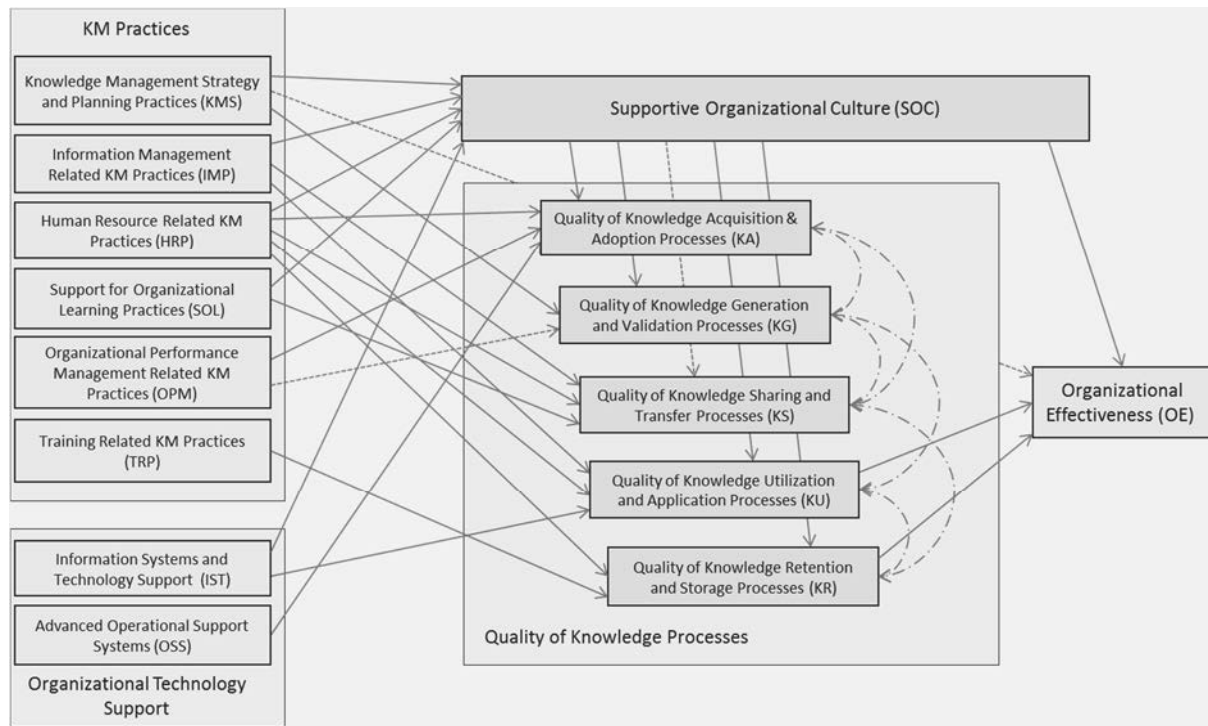 KM Practices
Knowledge Management Strategy
and Planning Practices (KMS)
Information Management
Related KM Practices (IMP)
Human Resource Related KM
Practices (HRP)
Support for Organizational
Learning Practices (SOL)
Organizational Performance
Management Related KM
Practices (OPM)
Training Related KM Practices
(TRP)
Information Systems and
Technology Support (IST)
Advanced Operational Support
Systems (OSS)
Organizational Technology
Support
Supportive Organizational Culture (SOC)
Quality of Knowledge Acquisition &
Adoption Processes (KA)
Quality of Knowledge Generation
and Validation Processes (KG)
Quality of Knowledge Sharing and
Transfer Processes (KS)
Quality of Knowledge Utilization
and Application Processes (KU)
Quality of Knowledge Retention
and Storage Processes (KR)
Quality of Knowledge Processes
Organizational
Effectiveness (OE)